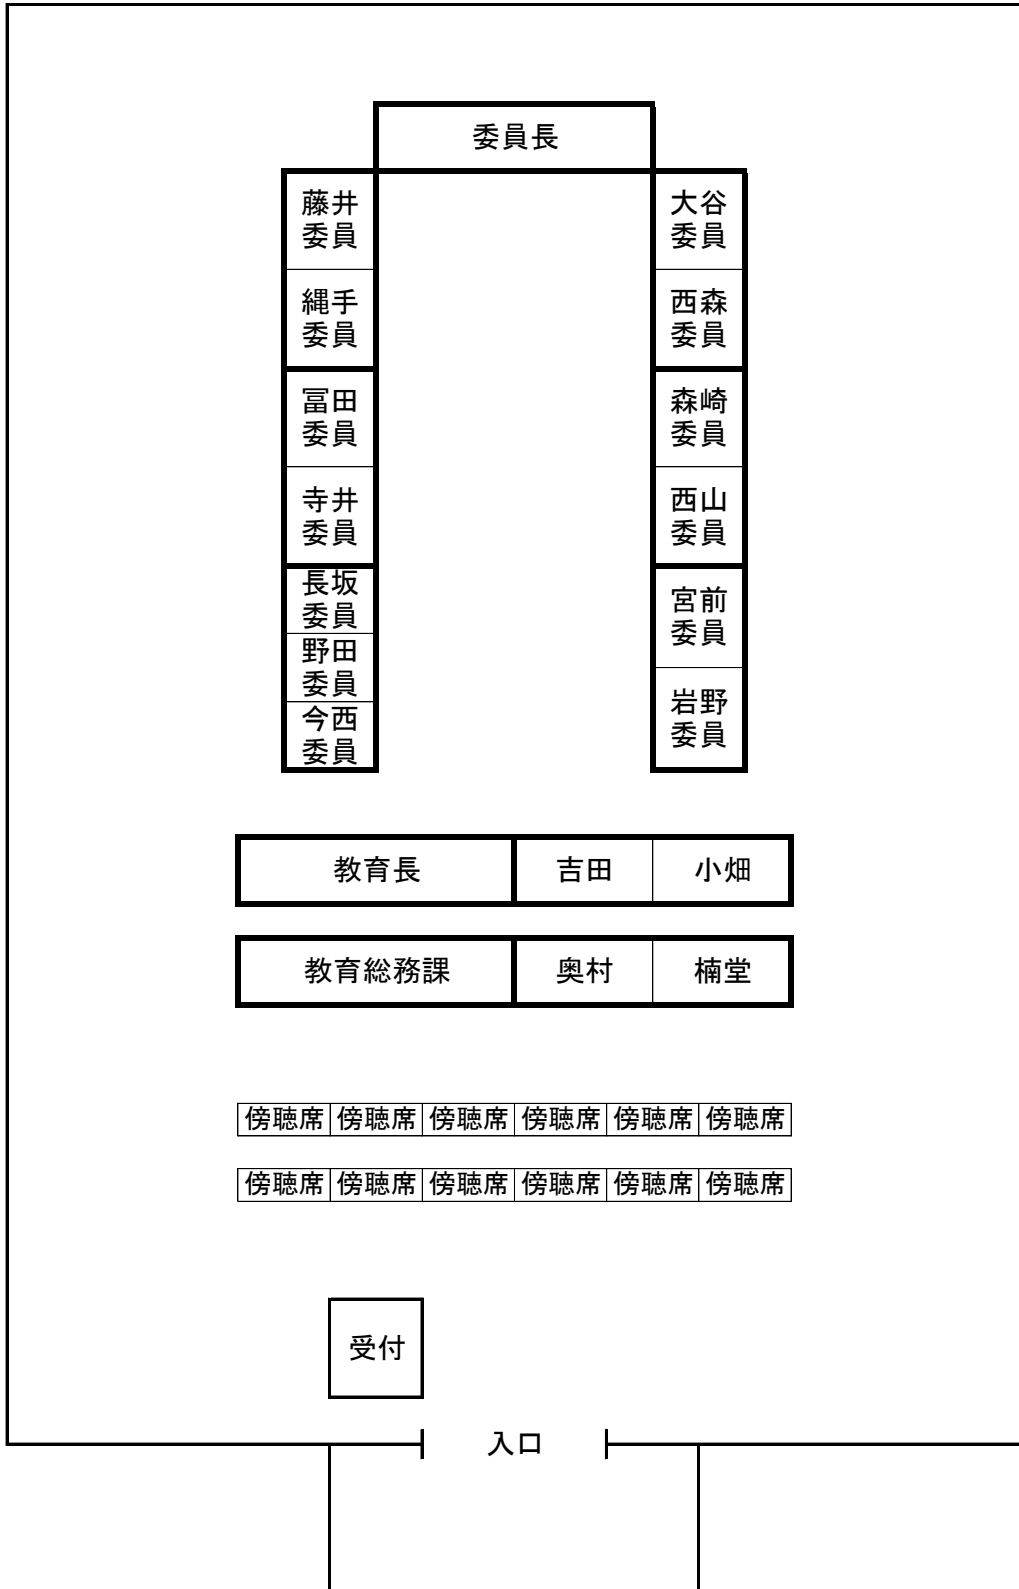 委員長
藤井
委員
大谷
委員
縄手
委員
西森
委員
冨田
委員
森崎
委員
寺井
委員
西山
委員
長坂
委員
宮前
委員
野田
委員
岩野
委員
今西
委員
教育長 吉田 小畑
教育総務課 奥村 楠堂
傍聴席 傍聴席 傍聴席 傍聴席 傍聴席 傍聴席
傍聴席 傍聴席 傍聴席 傍聴席 傍聴席 傍聴席
受付
入口